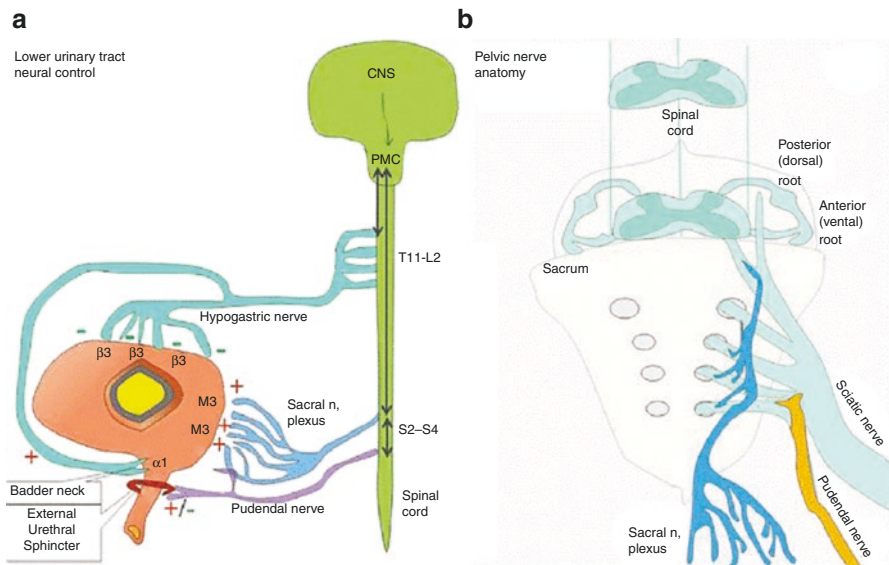 a
Lower urinary tract
neural control
CNS
PMC
T11-L2
Hypogastric nerve
-
-
-
-
β3
β3
β3
+
M3
M3
+
+
Sacral n,
plexus
S2–S4
+
α1
Badder neck
External
Urethral
Sphincter
+/-
Pudendal nerve
Spinal
cord
b
Pelvic nerve
anatomy
Spinal
cord
Posterior
(dorsal)
root
Anterior
(vental)
root
Sacrum
Sciatic nerve
Pudendal nerve
Sacral n,
plexus